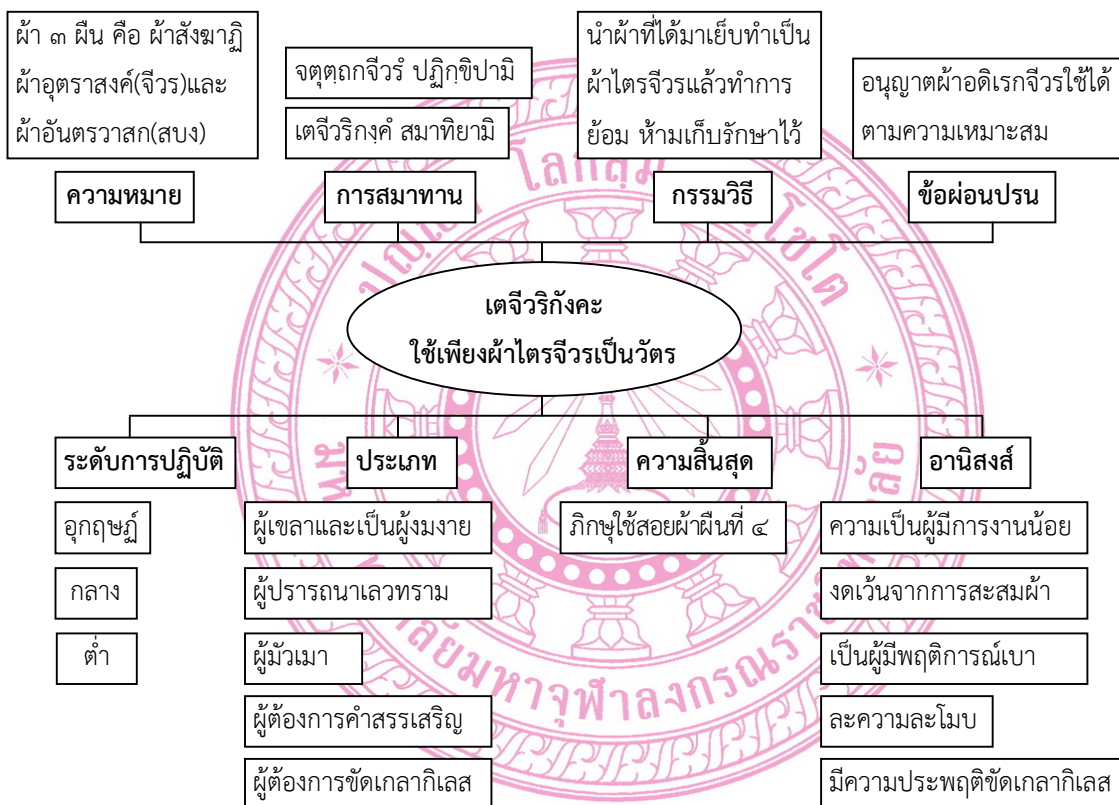 ผ้า ๓ ผืน คือ ผ้าสังฆาฏิ
ผ้าอุตราสงค์(จีวร)และ
ผ้าอันตรวาสก(สบง)
จตุตฺถกจีวรํ ปฏิกฺขิปามิ
เตจีวริกงฺคํ สมาทิยามิ
นำผ้าที่ได้มาเย็บทำเป็น
ผ้าไตรจีวรแล้วทำการ
ย้อม ห้ามเก็บรักษาไว้
อนุญาตผ้าอดิเรกจีวรใช้ได้
ตามความเหมาะสม
ความหมาย
การสมาทาน
กรรมวิธี
ข้อผ่อนปรน
เตจีวริกังคะ
ใช้เพียงผ้าไตรจีวรเป็นวัตร
ระดับการปฏิบัติ
ประเภท
ความสิ้นสุด
อานิสงส์
อุกฤษฏ์
ผู้เขลาและเป็นผู้งมงาย
ภิกษุใช้สอยผ้าผืนที่ ๔
ความเป็นผู้มีการงานน้อย
กลาง
ผู้ปรารถนาเลวทราม
งดเว้นจากการสะสมผ้า
ต่ำ
ผู้มัวเมา
เป็นผู้มีพฤติการณ์เบา
ผู้ต้องการคำสรรเสริญ
ละความละโมบ
ผู้ต้องการขัดเกลากิเลส
มีความประพฤติขัดเกลากิเลส